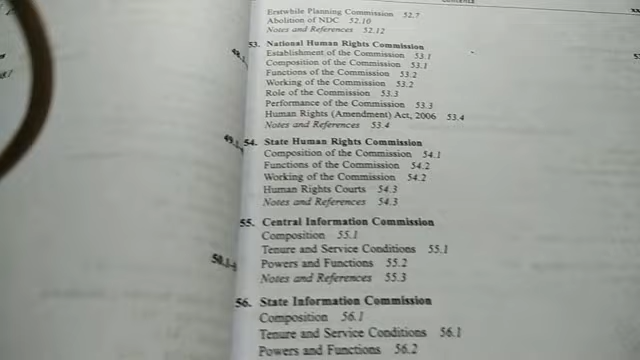 CONTENTS
Erstwhile Planning Commission 52.7
Abolition of NDC 52.10
Notes and References 52.12
53. National Human Rights Commission
Establishment of the Commission 53.1
Composition of the Commission 53.1
Functions of the Commission 53.2
Working of the Commission 53.2
Role of the Commission 53.3
Performance of the Commission 53.3
Human Rights (Amendment) Act, 2006 53.4
Notes and References 53.4
54. State Human Rights Commission
Composition of the Commission 54.1
Functions of the Commission 54.2
Working of the Commission 54.2
Human Rights Courts 54.3
Notes and References 54.3
55. Central Information Commission
Composition 55.1
Tenure and Service Conditions 55.1
Powers and Functions 55.2
Notes and References 55.3
56. State Information Commission
Composition 56.1
Tenure and Service Conditions 56.1
Powers and Functions 56.2